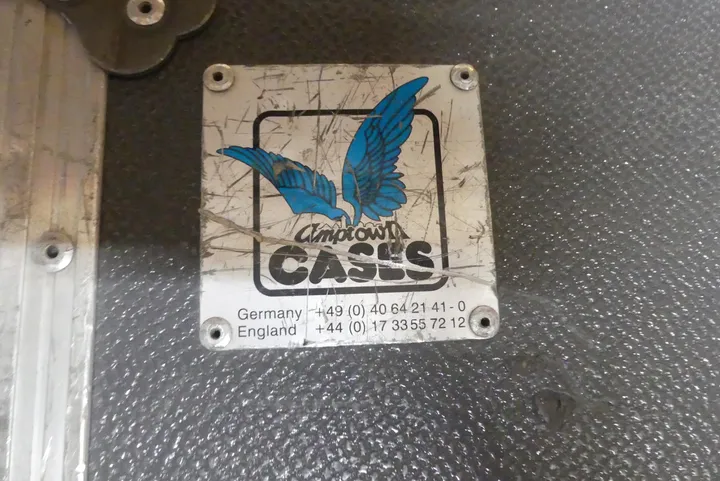 Amptown
CASES
Germany +49 (0) 40 64 21 41 - 0
England +44 (0) 17 33 55 72 12